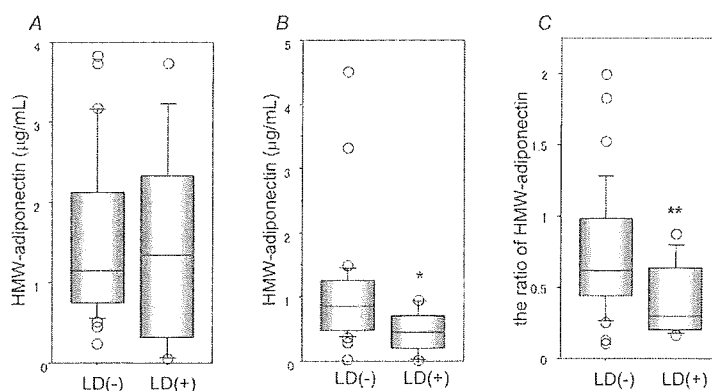 A
HMW-adiponectin (µg/mL)
4
3
2
1
0
LD(-) LD(+)
B
HMW-adiponectin (µg/mL)
5
4
3
2
1
0
*
LD(-) LD(+)
C
the ratio of HMW-adiponectin
2
1.5
1
0.5
0
**
LD(-) LD(+)